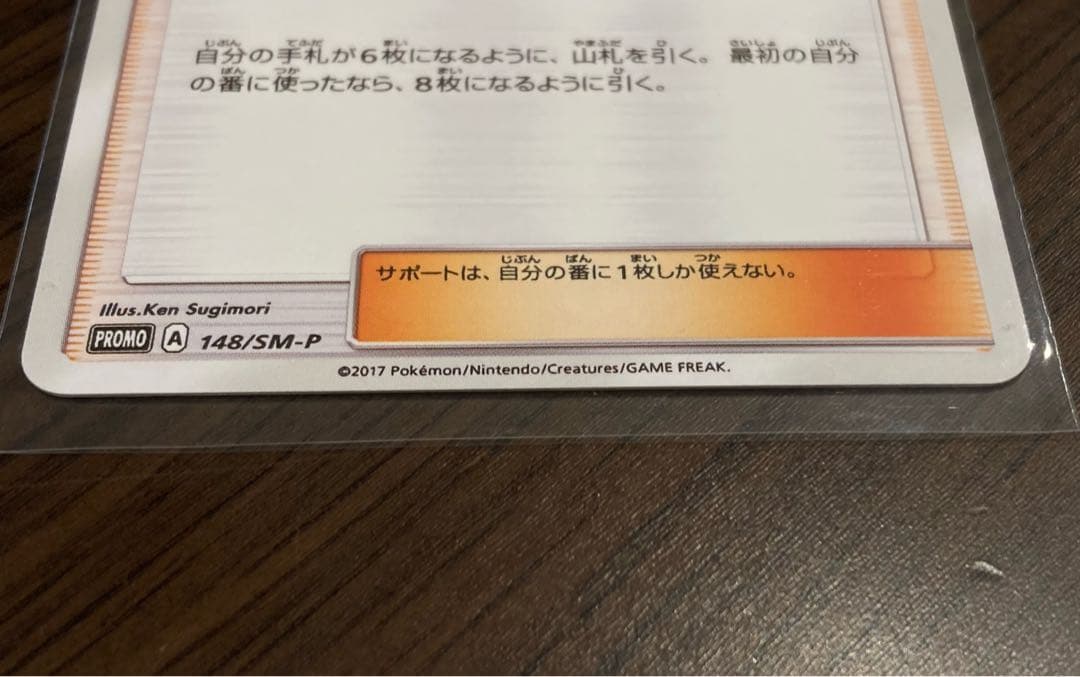 自分の手札が6枚になるように、山札を引く。最初の自分
の番に使ったなら、8枚になるように引く。
サポートは、自分の番に1枚しか使えない。
Illus.Ken Sugimori
PROMO A 148/SM-P
©2017 Pokémon/Nintendo/Creatures/GAME FREAK.